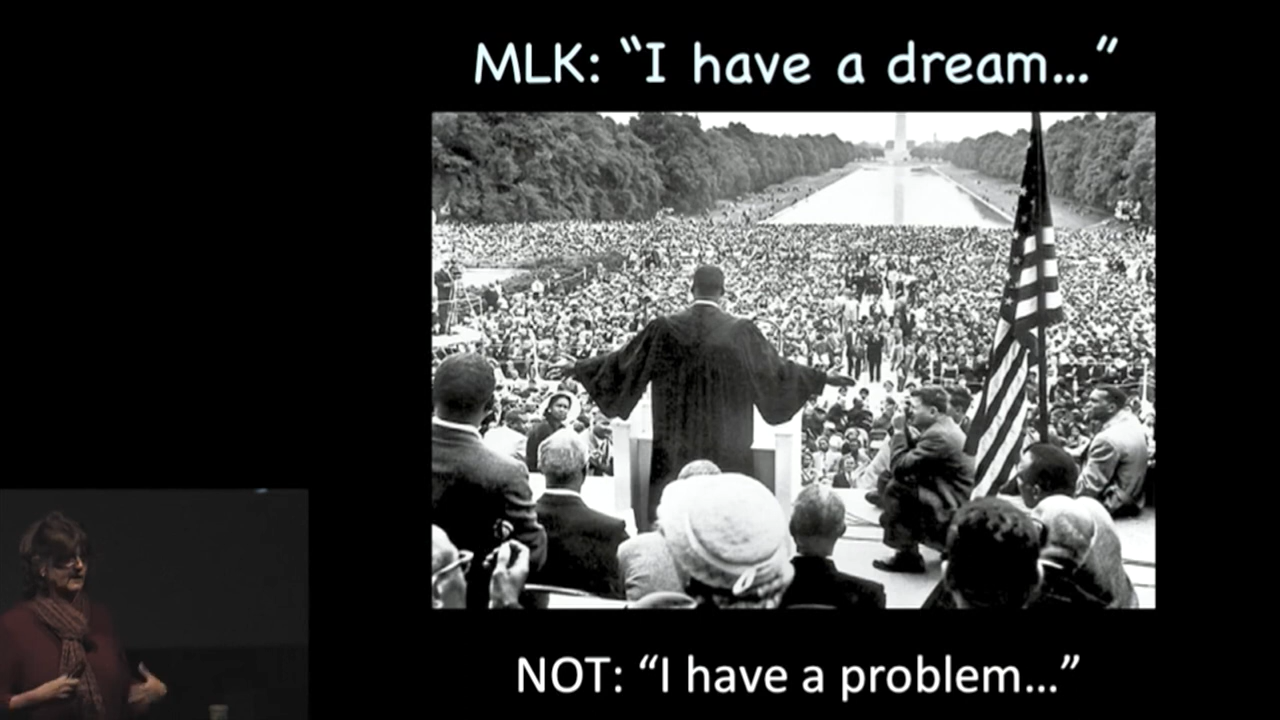 MLK: “I have a dream...”
NOT: “I have a problem...”